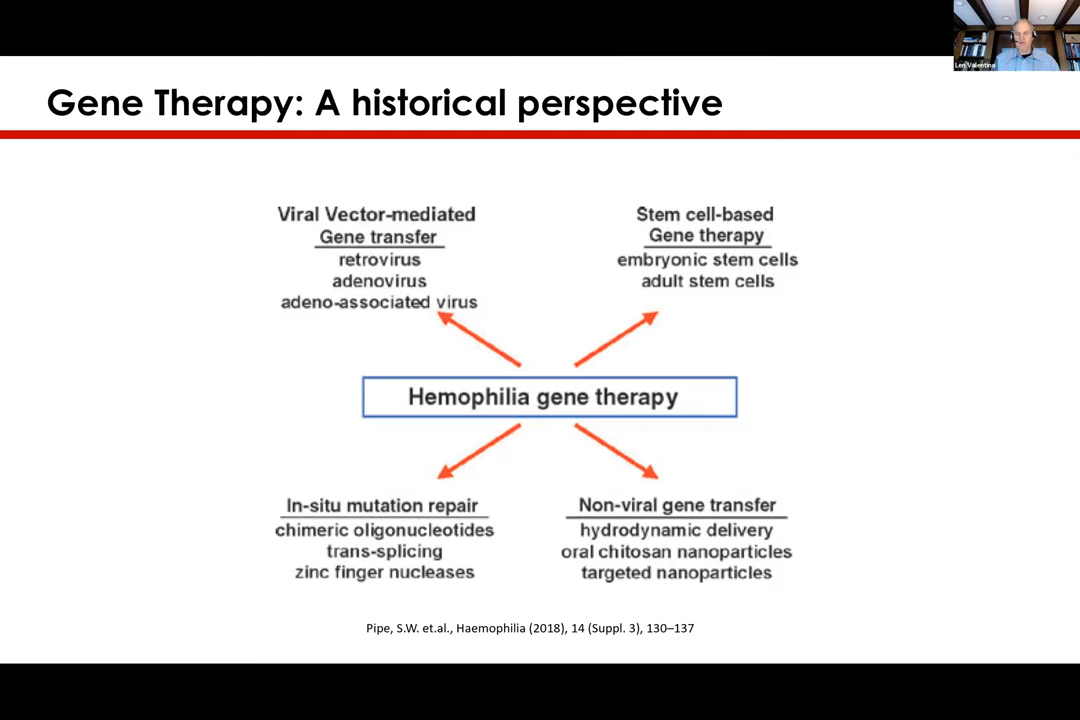 Len Valentino
Gene Therapy: A historical perspective
Viral Vector-mediated
Gene transfer
retrovirus
adenovirus
adeno-associated virus
Stem cell-based
Gene therapy
embryonic stem cells
adult stem cells
Hemophilia gene therapy
In-situ mutation repair
chimeric oligonucleotides
trans-splicing
zinc finger nucleases
Non-viral gene transfer
hydrodynamic delivery
oral chitosan nanoparticles
targeted nanoparticles
Pipe, S.W. et.al., Haemophilia (2018), 14 (Suppl. 3), 130–137